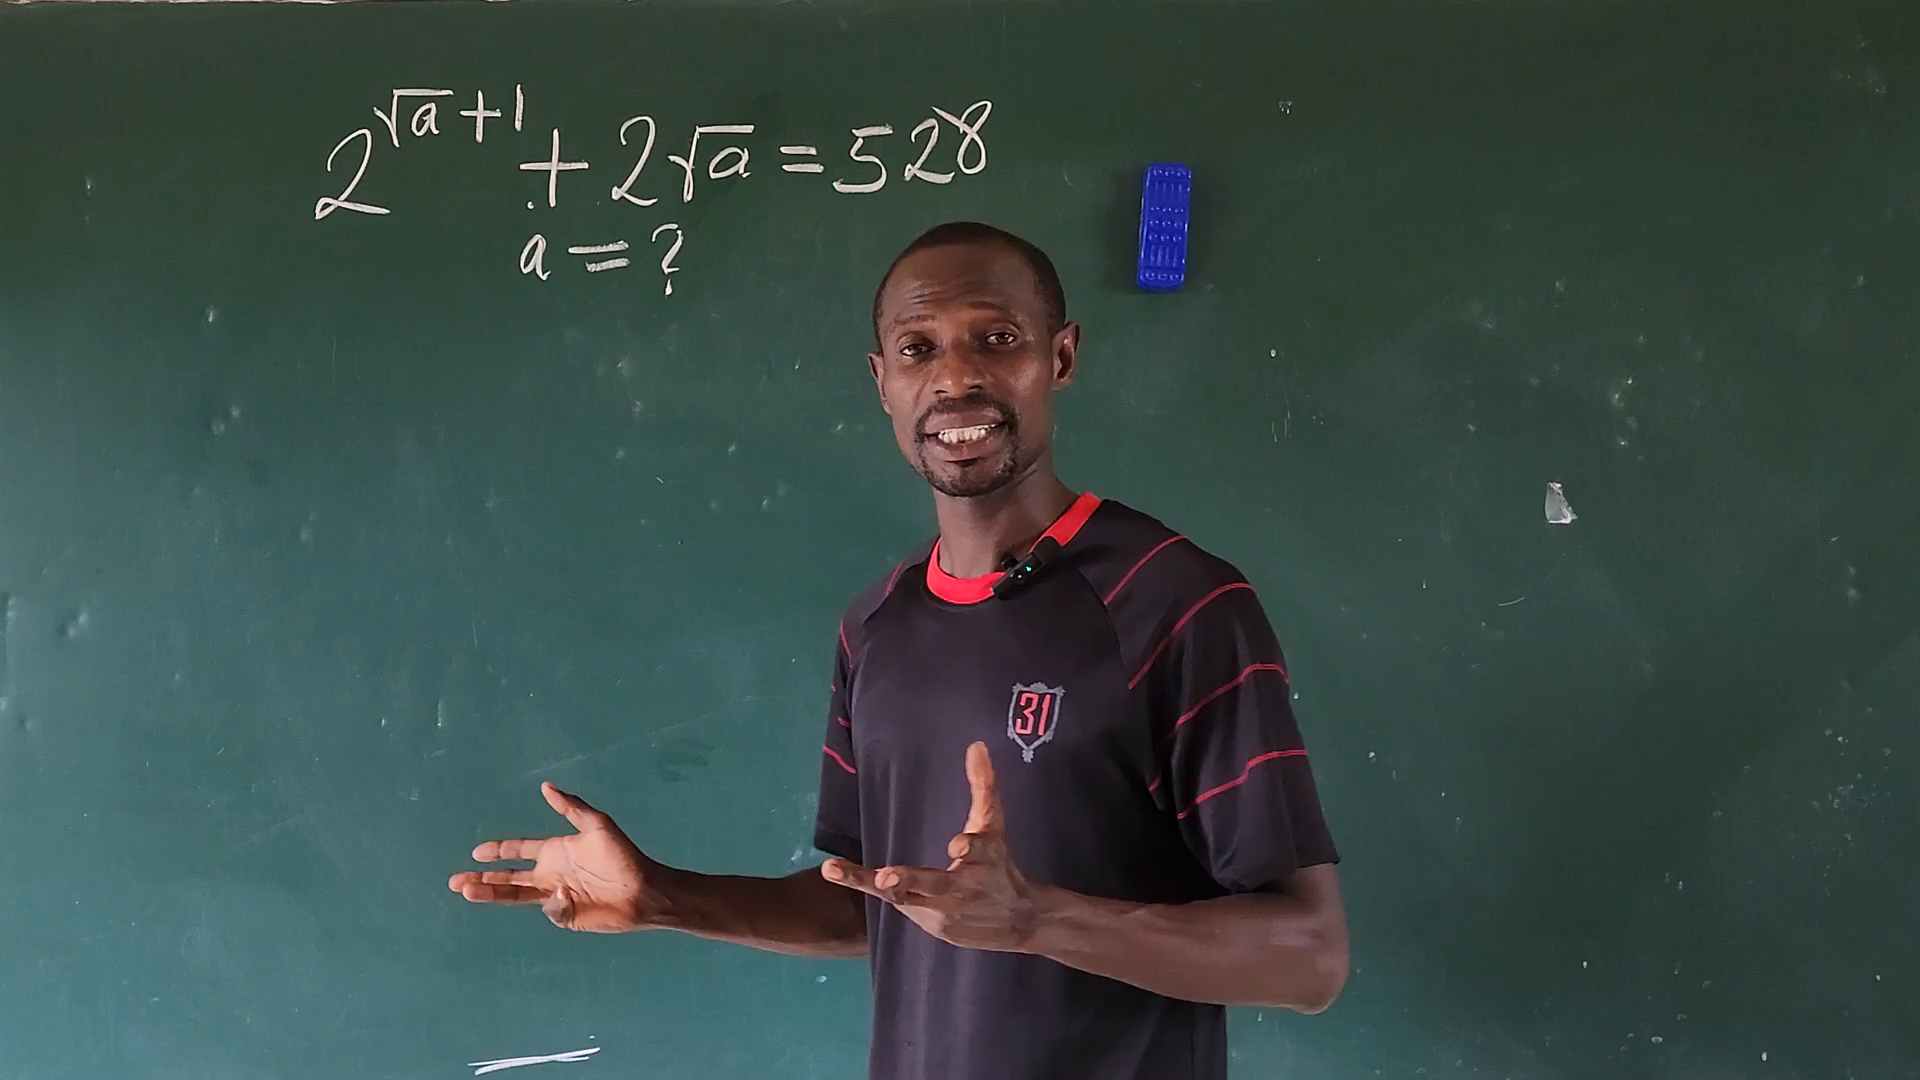 2^{√a+1} + 2√a = 528
a = ?
31